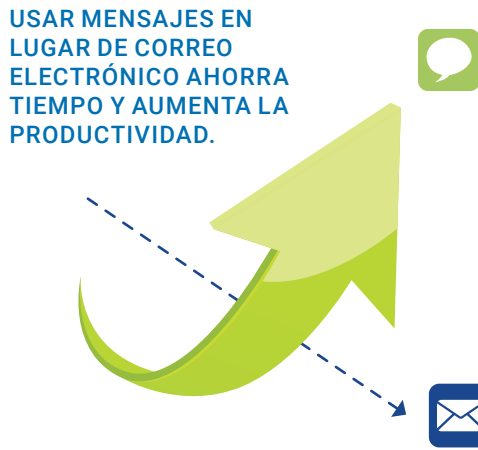 USAR MENSAJES EN
LUGAR DE CORREO
ELECTRÓNICO AHORRA
TIEMPO Y AUMENTA LA
PRODUCTIVIDAD.